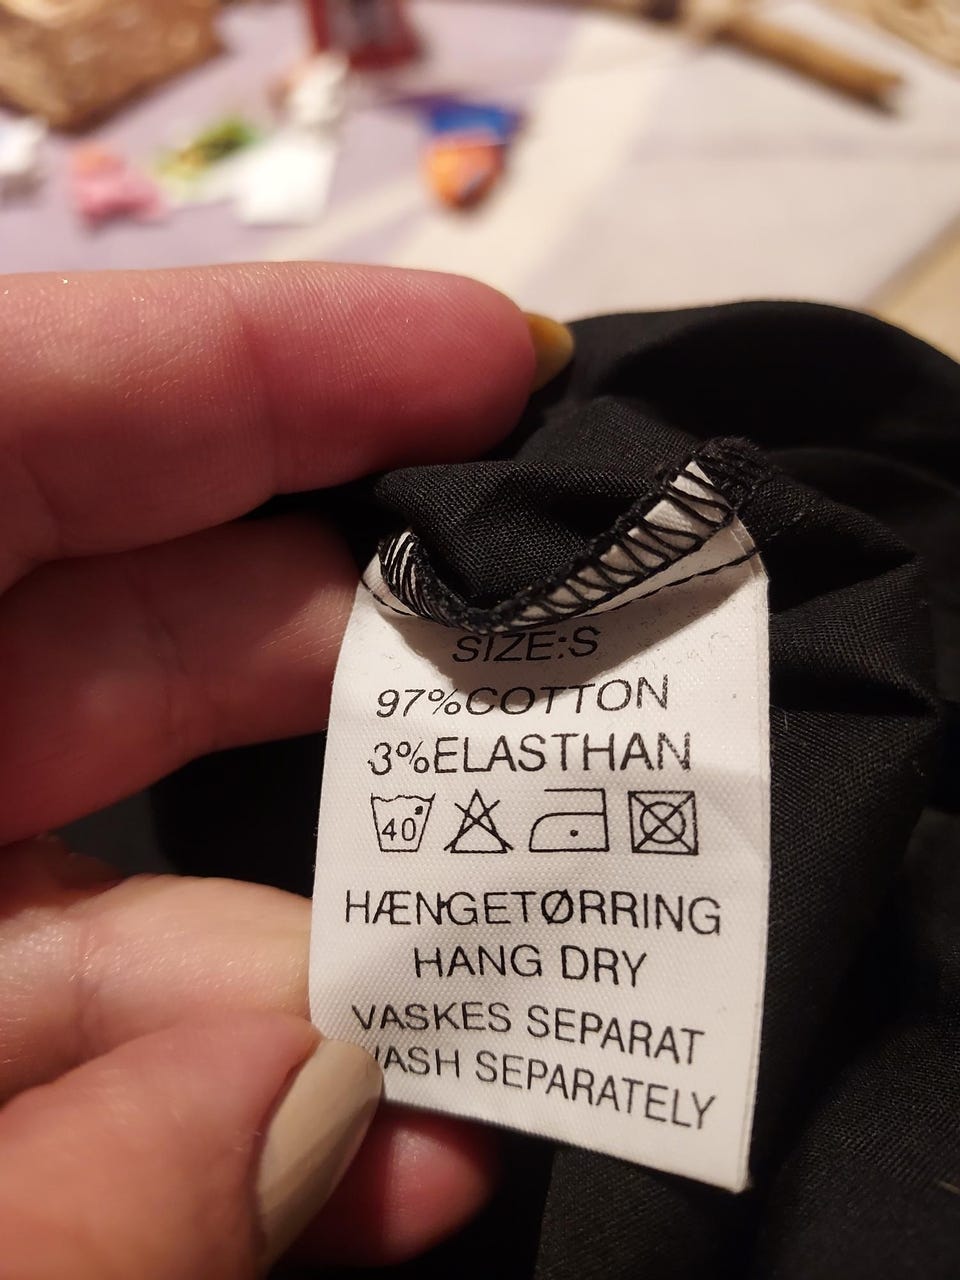 SIZE:S
97%COTTON
3%ELASTHAN
40°
HÆNGETØRRING
HANG DRY
VASKES SEPARAT
WASH SEPARATELY